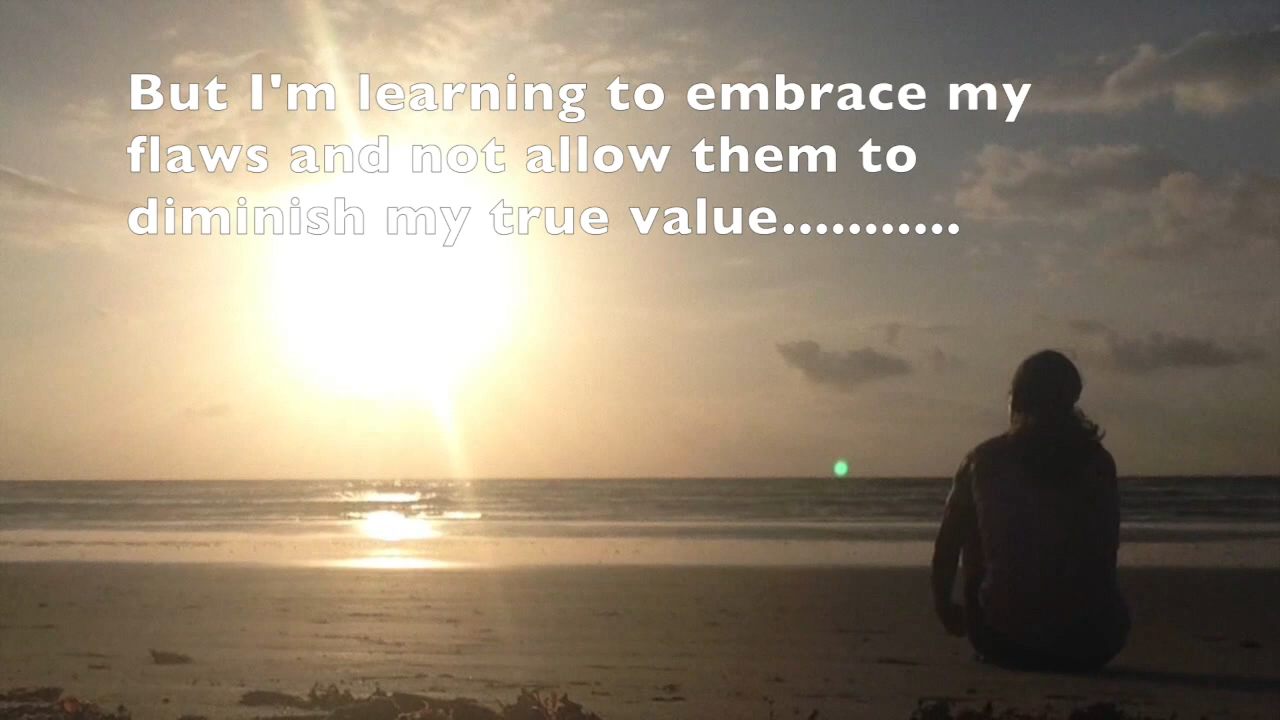 But I'm learning to embrace my
flaws and not allow them to
diminish my true value...........